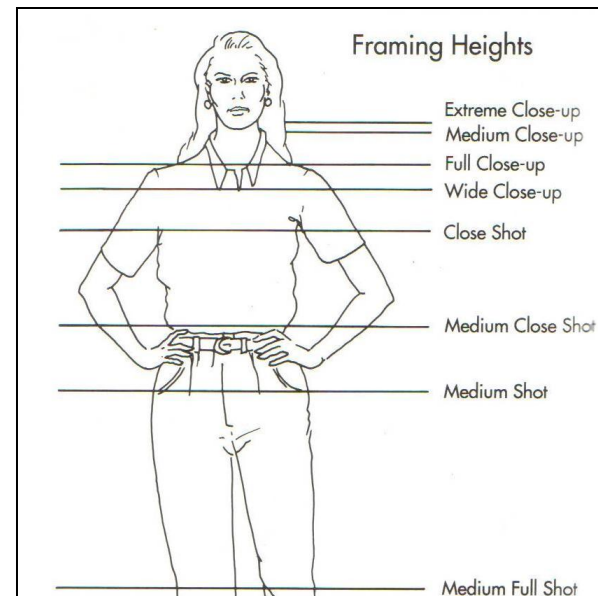 Framing Heights
Extreme Close-up
Medium Close-up
Full Close-up
Wide Close-up
Close Shot
Medium Close Shot
Medium Shot
Medium Full Shot